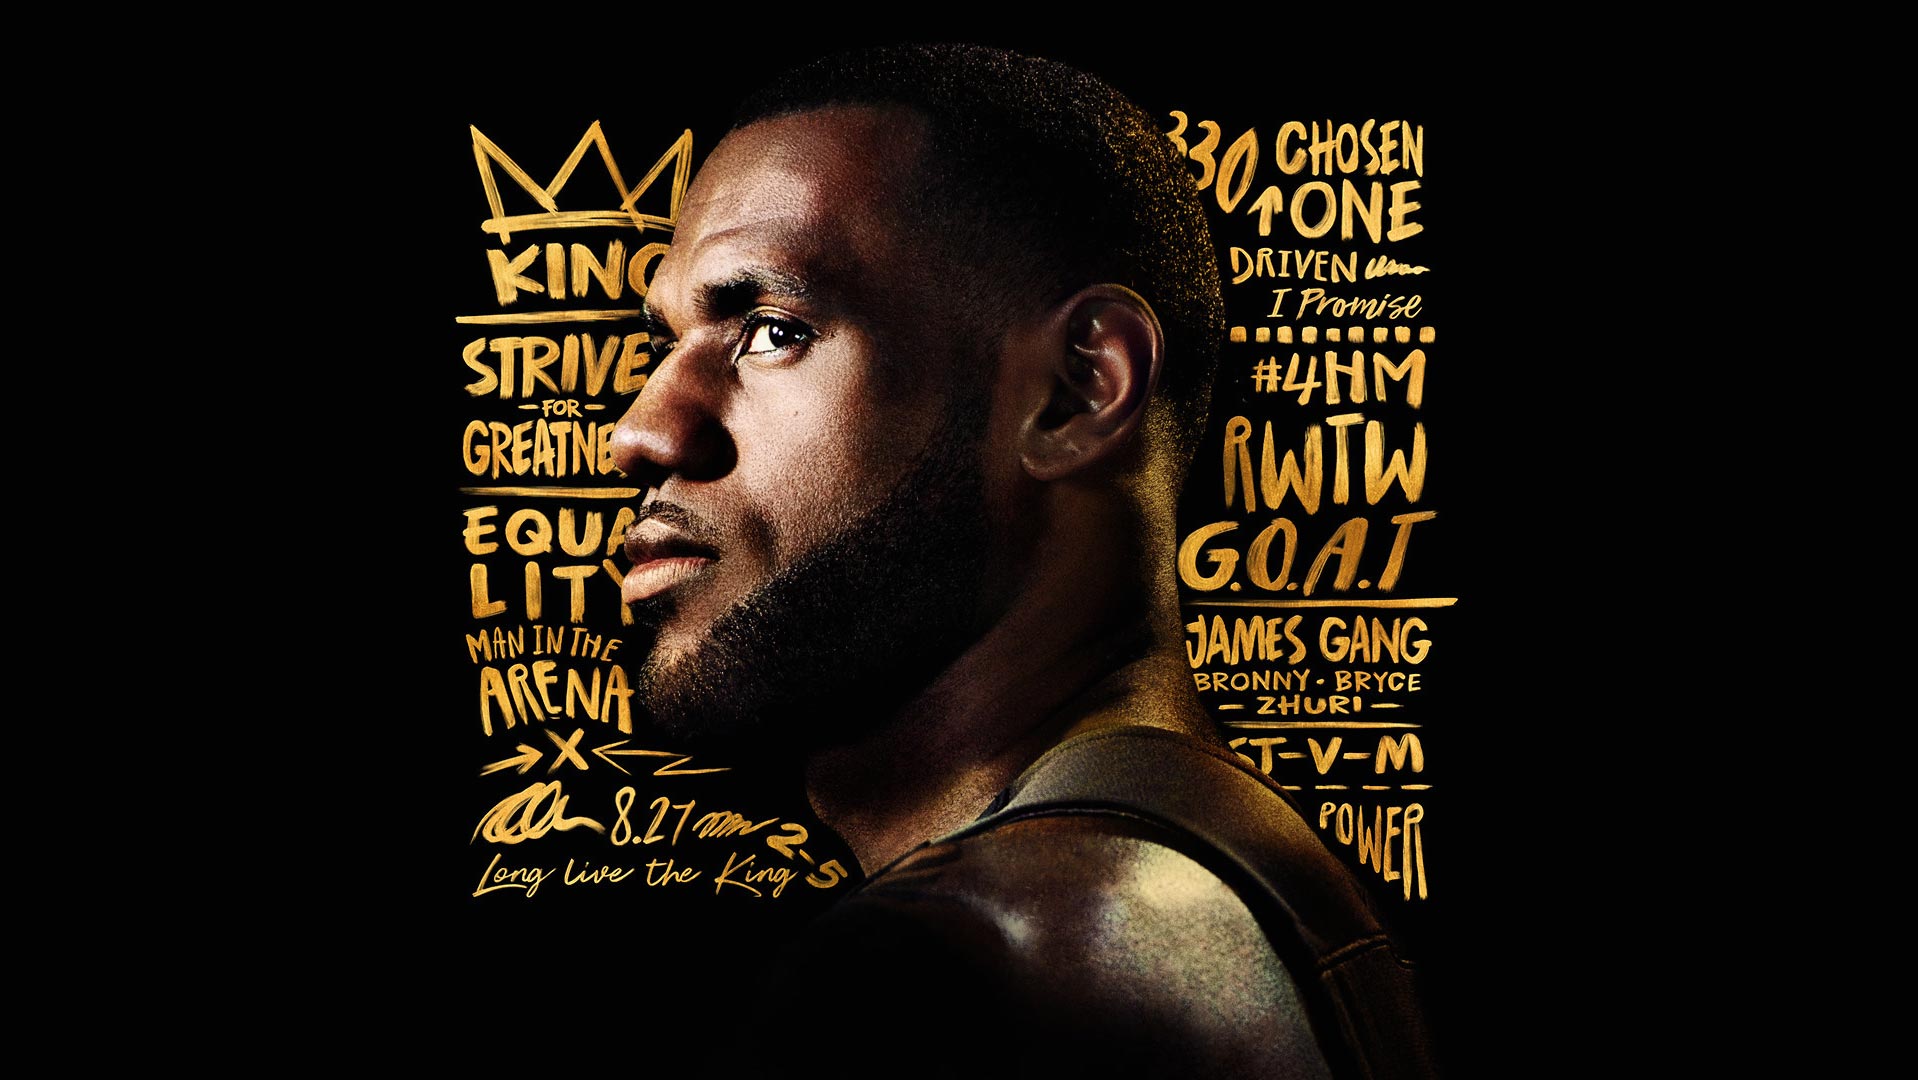 KING
STRIVE
- FOR -
GREATNE
EQUA
LITY
MAN IN THE
ARENA
→X←
8.27
2-5
Long live the King
330
CHOSEN
ONE
DRIVEN
I Promise
#4HM
RWTW
G.O.A.T
JAMES GANG
BRONNY · BRYCE
- ZHURI -
ST-V-M
POWER